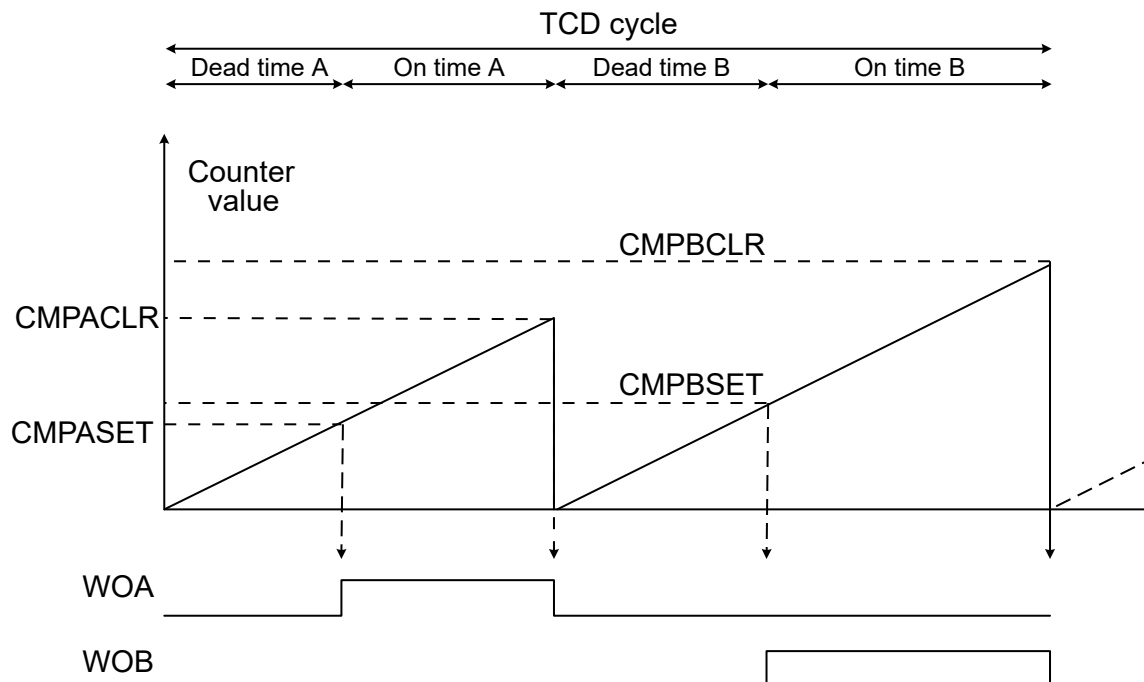 TCD cycle
Dead time A
On time A
Dead time B
On time B
Counter
value
CMPBCLR
CMPACLR
CMPBSET
CMPASET
WOA
WOB